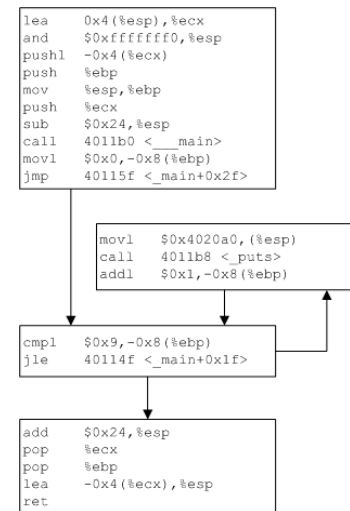 lea 0x4(%esp),%ecx
and $0xfffffff0,%esp
pushl -0x4(%ecx)
push %ebp
mov %esp,%ebp
push %ecx
sub $0x24,%esp
call 4011b0 <___main>
movl $0x0,-0x8(%ebp)
jmp 40115f <_main+0x2f>
movl $0x4020a0,(%esp)
call 4011b8 <_puts>
addl $0x1,-0x8(%ebp)
cmpl $0x9,-0x8(%ebp)
jle 40114f <_main+0x1f>
add $0x24,%esp
pop %ecx
pop %ebp
lea -0x4(%ecx),%esp
ret